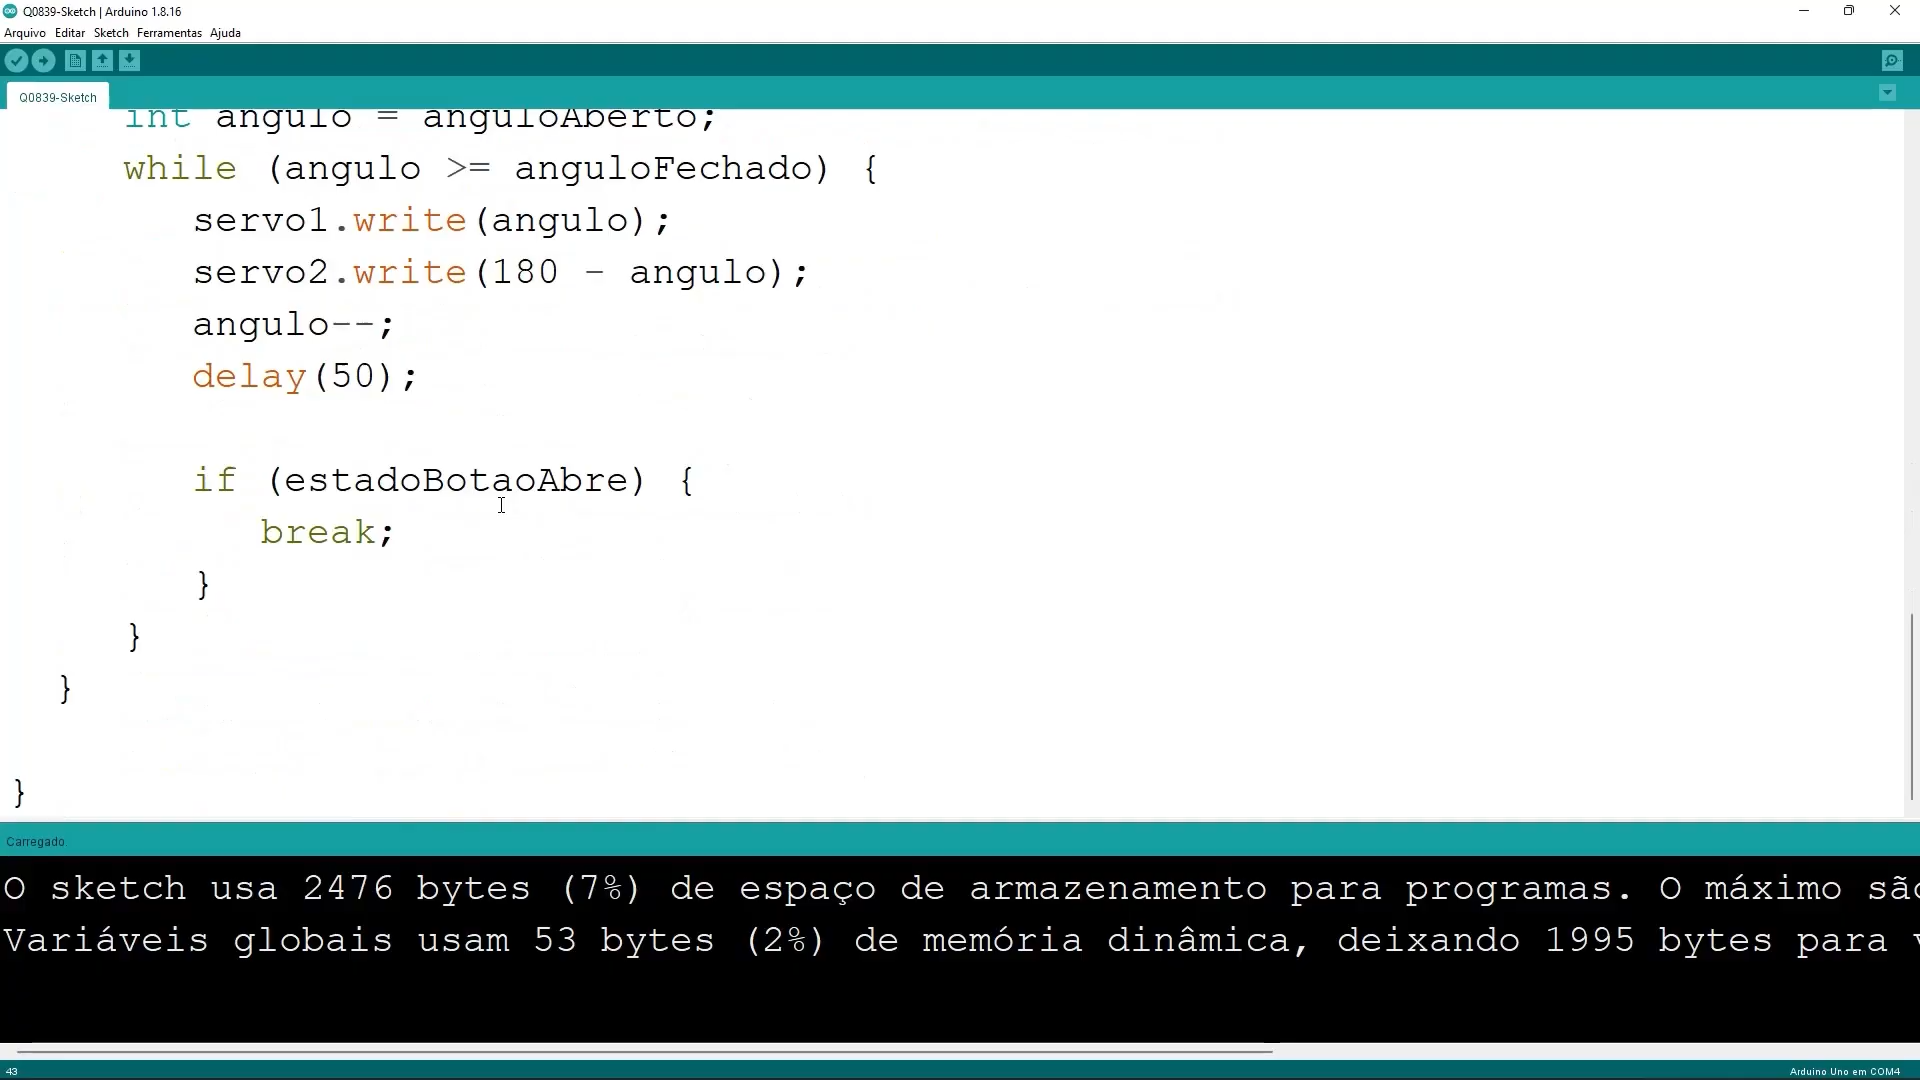 Q0839-Sketch | Arduino 1.8.16
Arquivo Editar Sketch Ferramentas Ajuda
Q0839-Sketch
int angulo = anguloAberto;
while (angulo >= anguloFechado) {
servo1.write(angulo);
servo2.write(180 - angulo);
angulo--;
delay(50);
if (estadoBotaoAbre) {
break;
}
}
}
}
Carregado.
O sketch usa 2476 bytes (7%) de espaço de armazenamento para programas. O máximo são
Variáveis globais usam 53 bytes (2%) de memória dinâmica, deixando 1995 bytes para
43
Arduino Uno em COM4